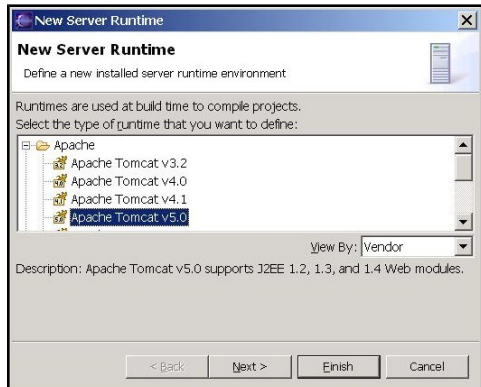 New Server Runtime
New Server Runtime
Define a new installed server runtime environment
Runtimes are used at build time to compile projects.
Select the type of runtime that you want to define:
Apache
Apache Tomcat v3.2
Apache Tomcat v4.0
Apache Tomcat v4.1
Apache Tomcat v5.0
View By: Vendor
Description: Apache Tomcat v5.0 supports J2EE 1.2, 1.3, and 1.4 Web modules.
< Back Next > Finish Cancel